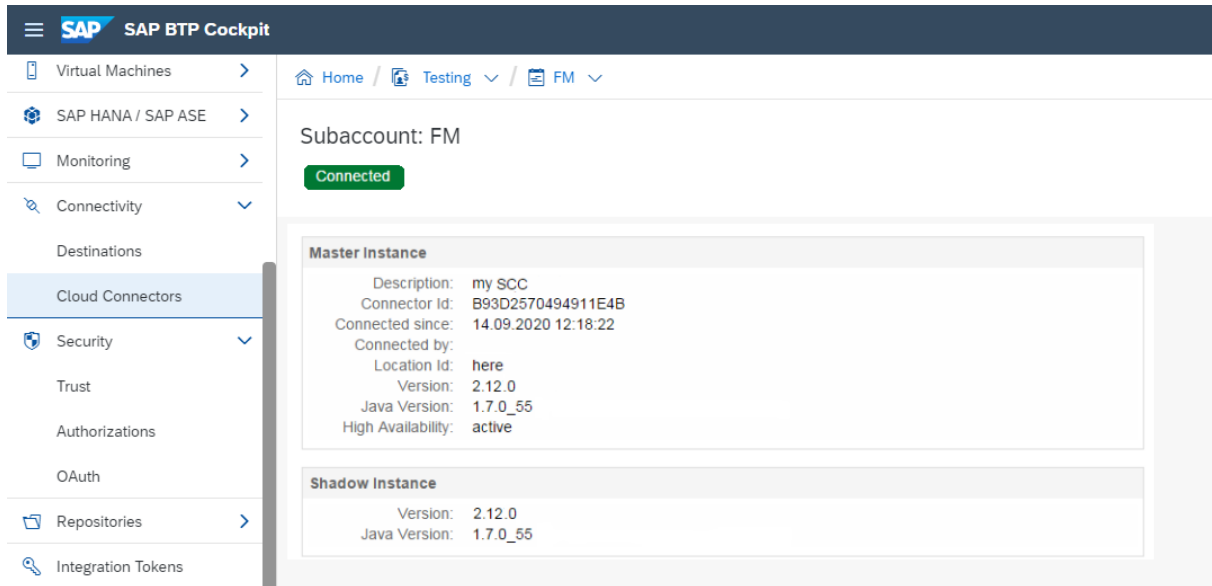 SAP SAP BTP Cockpit
Virtual Machines
SAP HANA / SAP ASE
Monitoring
Connectivity
Destinations
Cloud Connectors
Security
Trust
Authorizations
OAuth
Repositories
Integration Tokens
Home / Testing / FM
Subaccount: FM
Connected
Master Instance
Description: my SCC
Connector Id: B93D2570494911E4B
Connected since: 14.09.2020 12:18:22
Connected by:
Location Id: here
Version: 2.12.0
Java Version: 1.7.0_55
High Availability: active
Shadow Instance
Version: 2.12.0
Java Version: 1.7.0_55